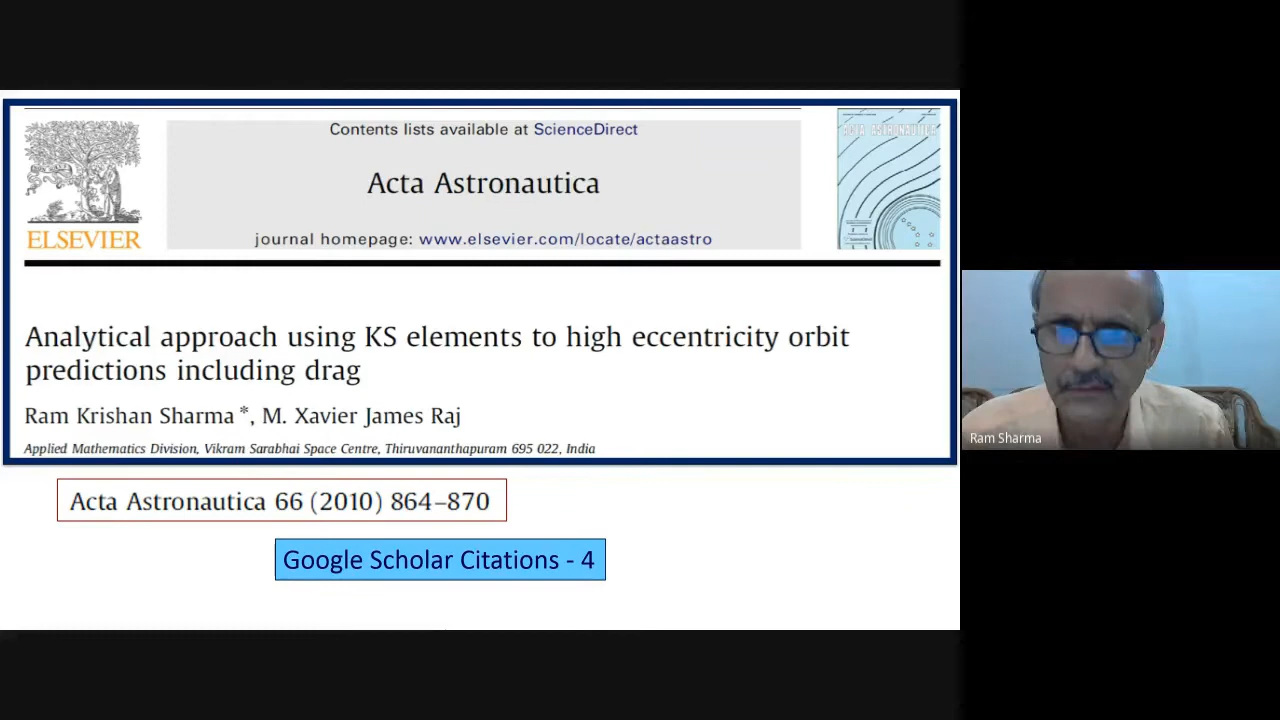 Contents lists available at ScienceDirect
ACTA ASTRONAUTICA
Acta Astronautica
ELSEVIER
journal homepage: www.elsevier.com/locate/actaastro
Analytical approach using KS elements to high eccentricity orbit
predictions including drag
Ram Krishan Sharma *, M. Xavier James Raj
Applied Mathematics Division, Vikram Sarabhai Space Centre, Thiruvananthapuram 695 022, India
Ram Sharma
Acta Astronautica 66 (2010) 864–870
Google Scholar Citations - 4